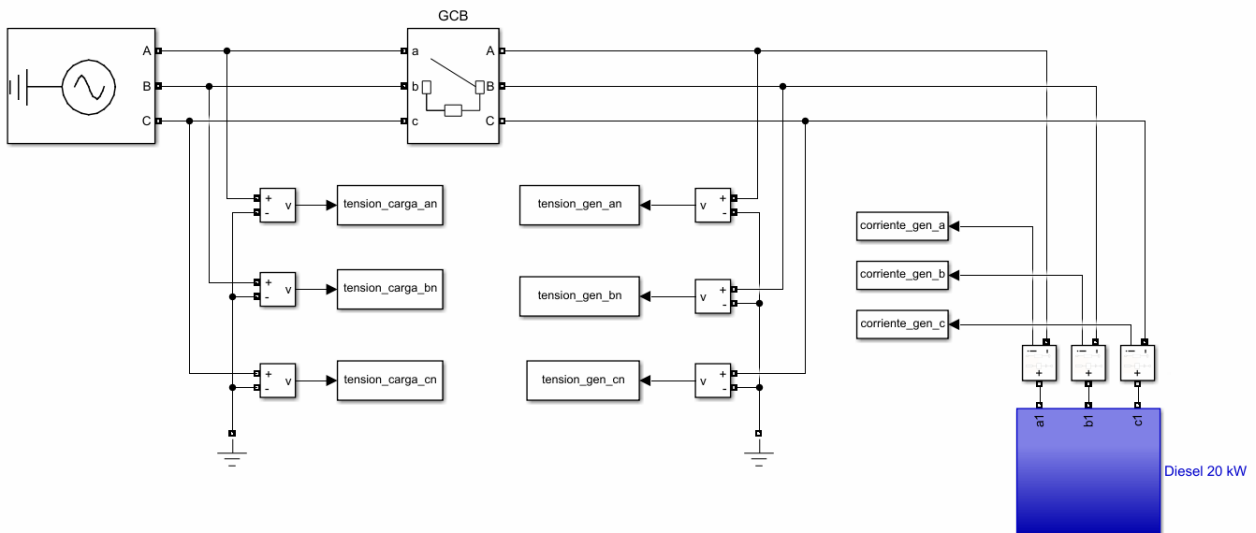 GCB
A
a
A
B
b
B
C
c
C
+
-
v
tension_carga_an
tension_gen_an
v
+
-
corriente_gen_a
+
-
v
tension_carga_bn
tension_gen_bn
v
+
-
corriente_gen_b
corriente_gen_c
+
-
v
tension_carga_cn
tension_gen_cn
v
+
-
+
+
+
a1
b1
c1
Diesel 20 kW